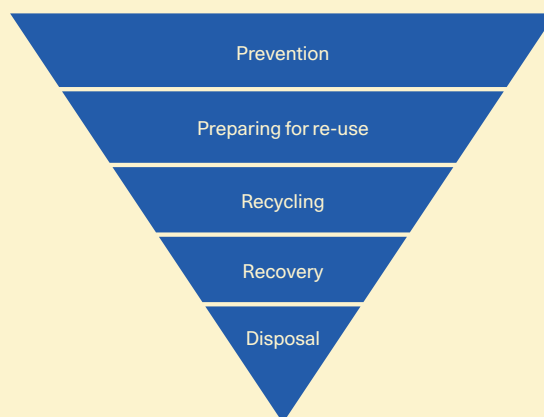 Prevention
Preparing for re-use
Recycling
Recovery
Disposal